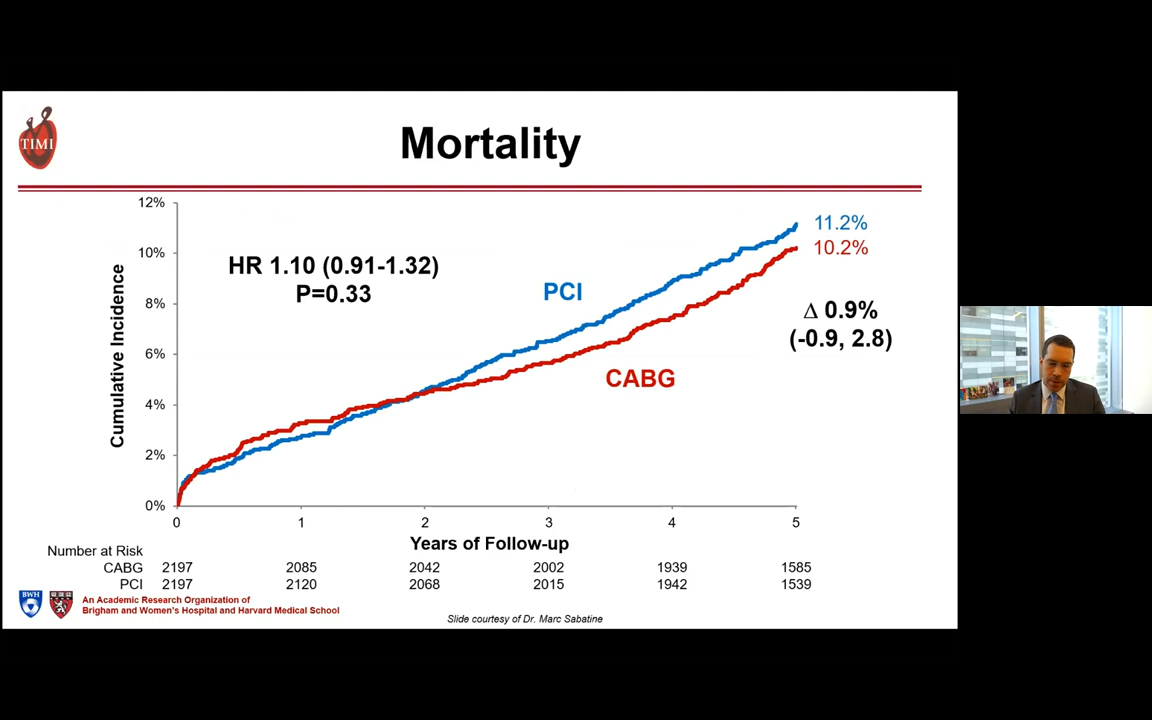 TIMI
Mortality
12%
10%
8%
6%
4%
2%
0%
Cumulative Incidence
HR 1.10 (0.91-1.32)
P=0.33
PCI
CABG
11.2%
10.2%
Δ 0.9%
(-0.9, 2.8)
0 1 2 3 4 5
Years of Follow-up
Number at Risk
CABG 2197 2085 2042 2002 1939 1585
PCI 2197 2120 2068 2015 1942 1539
BWH
An Academic Research Organization of
Brigham and Women's Hospital and Harvard Medical School
Slide courtesy of Dr. Marc Sabatine